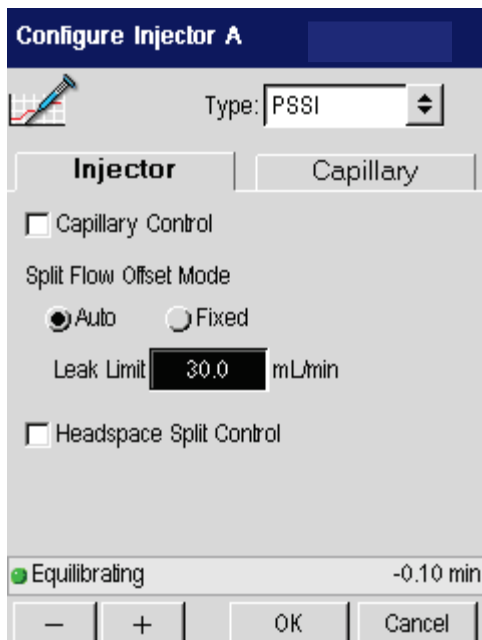 Configure Injector A
Type: PSSI
Injector Capillary
Capillary Control
Split Flow Offset Mode
Auto Fixed
Leak Limit 30.0 mL/min
Headspace Split Control
Equilibrating -0.10 min
− + OK Cancel